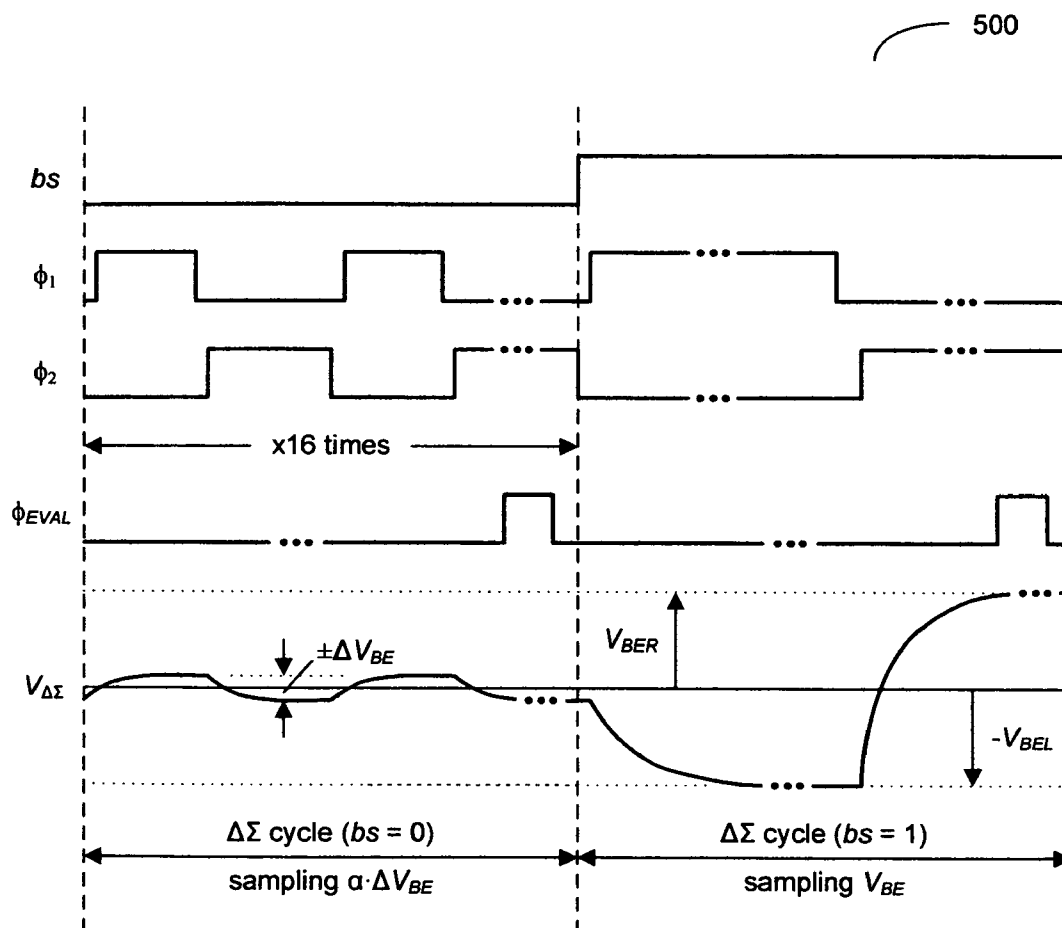 500
bs
ϕ1
ϕ2
x16 times
ϕEVAL
VBER
±ΔVBE
VΔΣ
-VBEL
ΔΣ cycle (bs = 0)
ΔΣ cycle (bs = 1)
sampling α·ΔVBE
sampling VBE